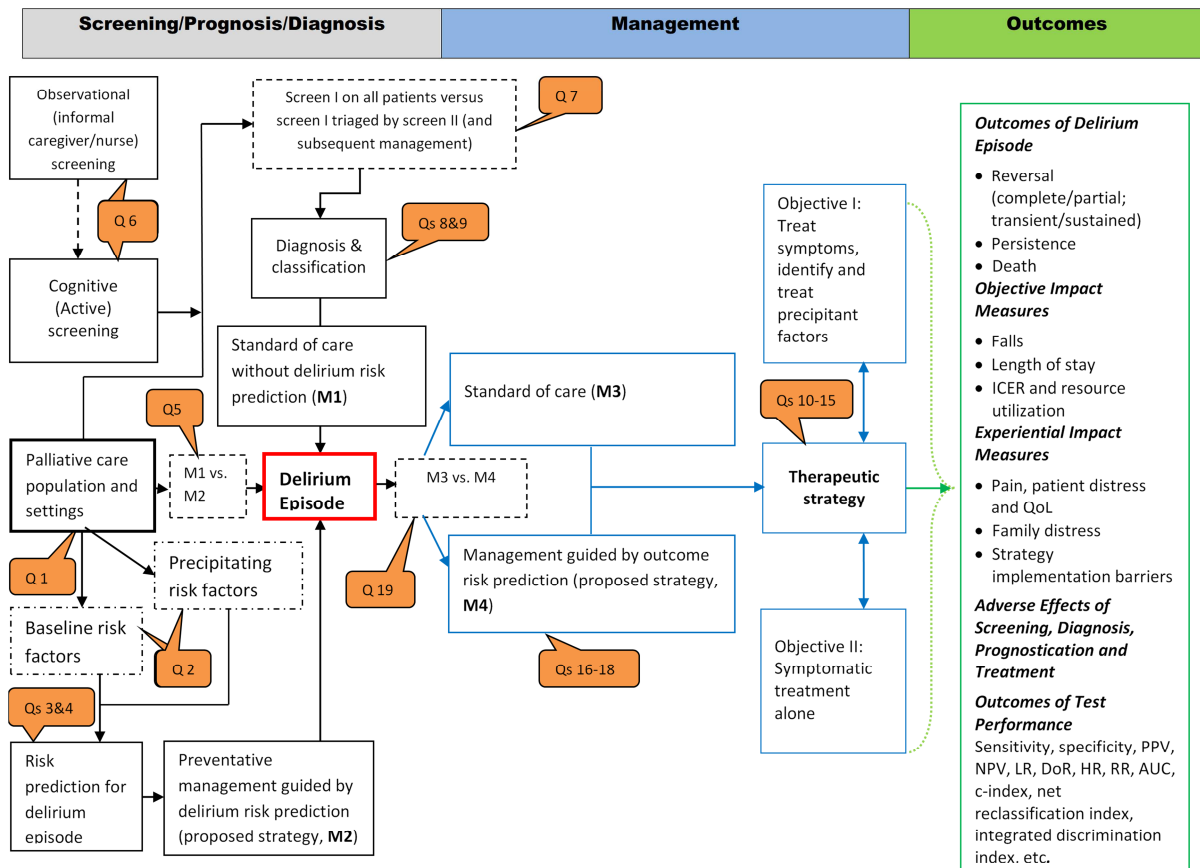 Screening/Prognosis/Diagnosis
Management
Outcomes
Observational
(informal
caregiver/nurse)
screening
Q 6
Cognitive
(Active)
screening
Screen I on all patients versus
screen I triaged by screen II (and
subsequent management)
Q 7
Diagnosis &
classification
Qs 8&9
Standard of care
without delirium risk
prediction (M1)
Q5
Palliative care
population and
settings
M1 vs.
M2
Delirium
Episode
M3 vs. M4
Q 1
Precipitating
risk factors
Baseline risk
factors
Q 2
Q 19
Qs 3&4
Risk
prediction for
delirium
episode
Preventative
management guided by
delirium risk prediction
(proposed strategy, M2)
Standard of care (M3)
Management guided by outcome
risk prediction (proposed strategy,
M4)
Qs 16-18
Objective I:
Treat
symptoms,
identify and
treat
precipitant
factors
Qs 10-15
Therapeutic
strategy
Objective II:
Symptomatic
treatment
alone
Outcomes of Delirium
Episode
• Reversal
(complete/partial;
transient/sustained)
• Persistence
• Death
Objective Impact
Measures
• Falls
• Length of stay
• ICER and resource
utilization
Experiential Impact
Measures
• Pain, patient distress
and QoL
• Family distress
• Strategy
implementation barriers
Adverse Effects of
Screening, Diagnosis,
Prognostication and
Treatment
Outcomes of Test
Performance
Sensitivity, specificity, PPV,
NPV, LR, DoR, HR, RR, AUC,
c-index, net
reclassification index,
integrated discrimination
index, etc.